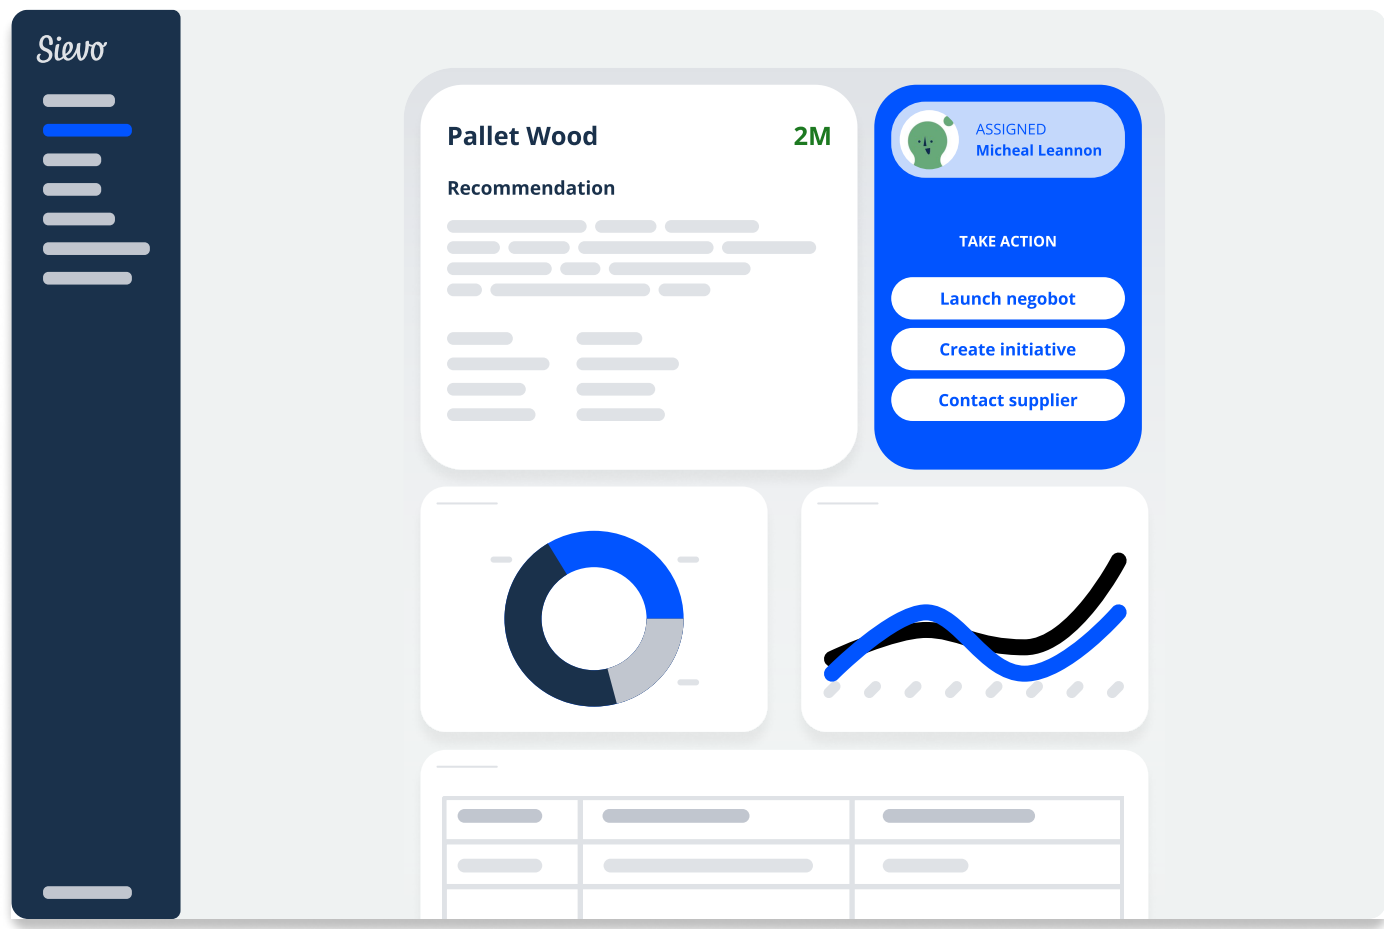 Sievo
Pallet Wood
2M
Recommendation
ASSIGNED
Micheal Leannon
TAKE ACTION
Launch negobot
Create initiative
Contact supplier